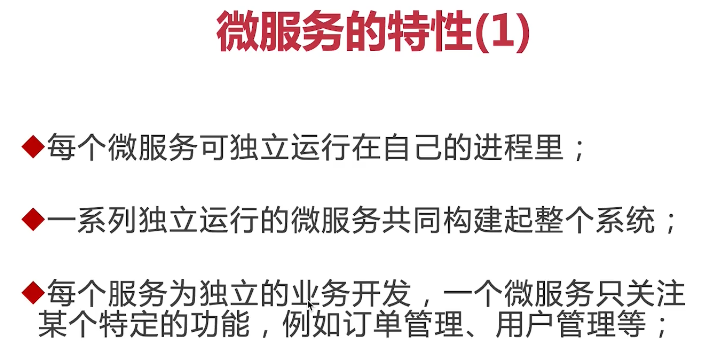 微服务的特性(1)
◆每个微服务可独立运行在自己的进程里；
◆一系列独立运行的微服务共同构建起整个系统；
◆每个服务为独立的业务开发，一个微服务只关注
某个特定的功能，例如订单管理、用户管理等；